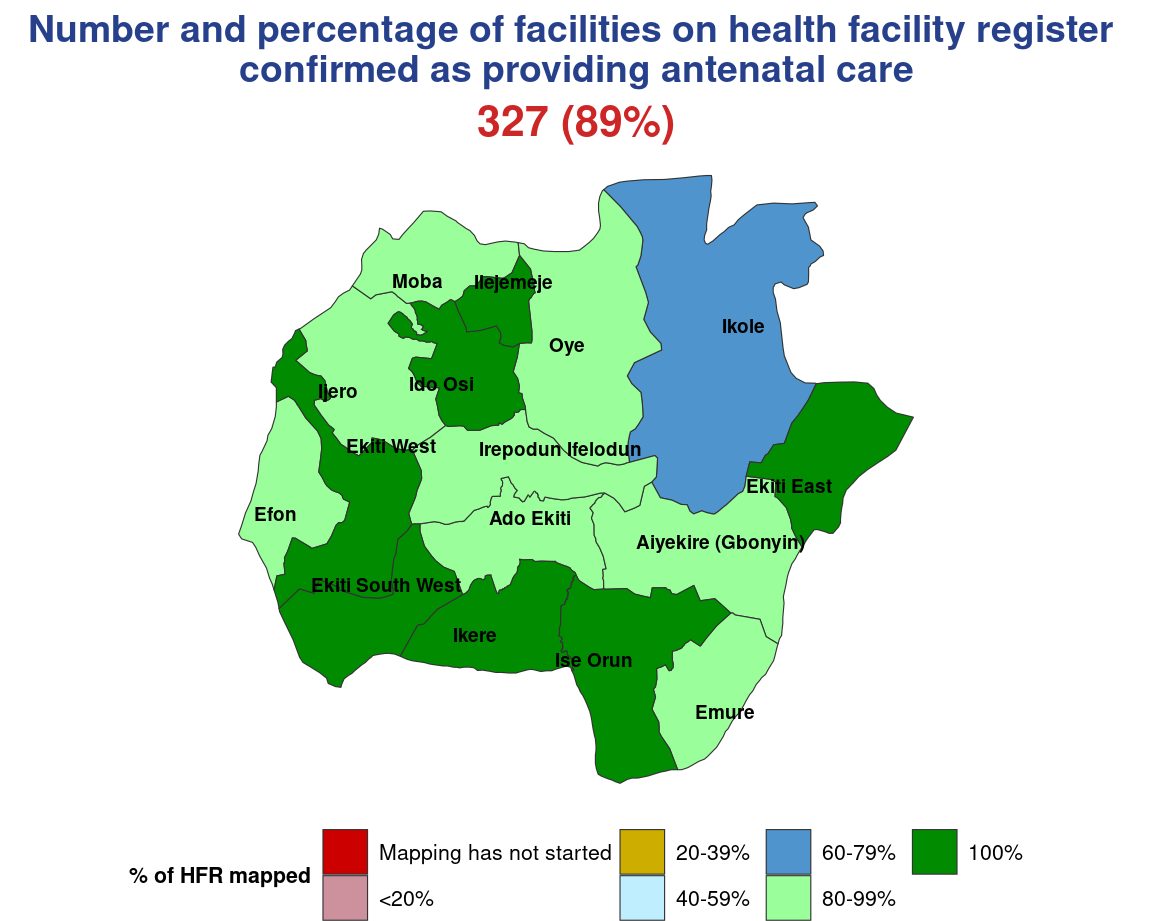 Number and percentage of facilities on health facility register
confirmed as providing antenatal care
327 (89%)
Moba
Ilejemeje
Ikole
Oye
Ido Osi
Ijero
Ekiti West
Irepodun Ifelodun
Ekiti East
Efon
Ado Ekiti
Aiyekire (Gbonyin)
Ekiti South West
Ikere
Ise Orun
Emure
% of HFR mapped
Mapping has not started
<20%
20-39%
40-59%
60-79%
80-99%
100%